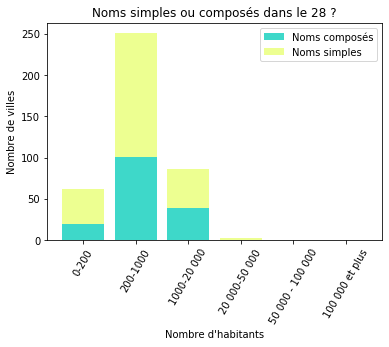 Noms simples ou composés dans le 28 ?
Noms composés
Noms simples
Nombre de villes
250
200
150
100
50
0
0-200
200-1000
1000-20 000
20 000-50 000
50 000 - 100 000
100 000 et plus
Nombre d'habitants